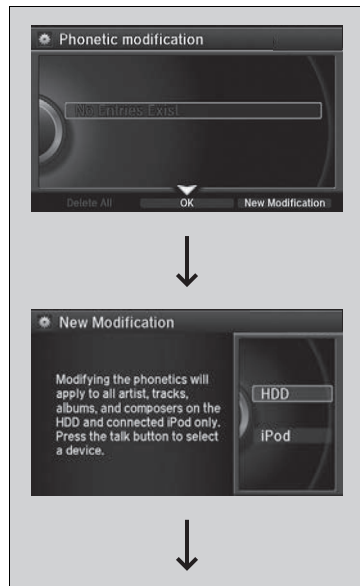 Phonetic modification
No Entries Exist
Delete All OK New Modification
New Modification
Modifying the phonetics will
apply to all artist, tracks,
albums, and composers on the
HDD and connected iPod only.
Press the talk button to select
a device.
HDD
iPod